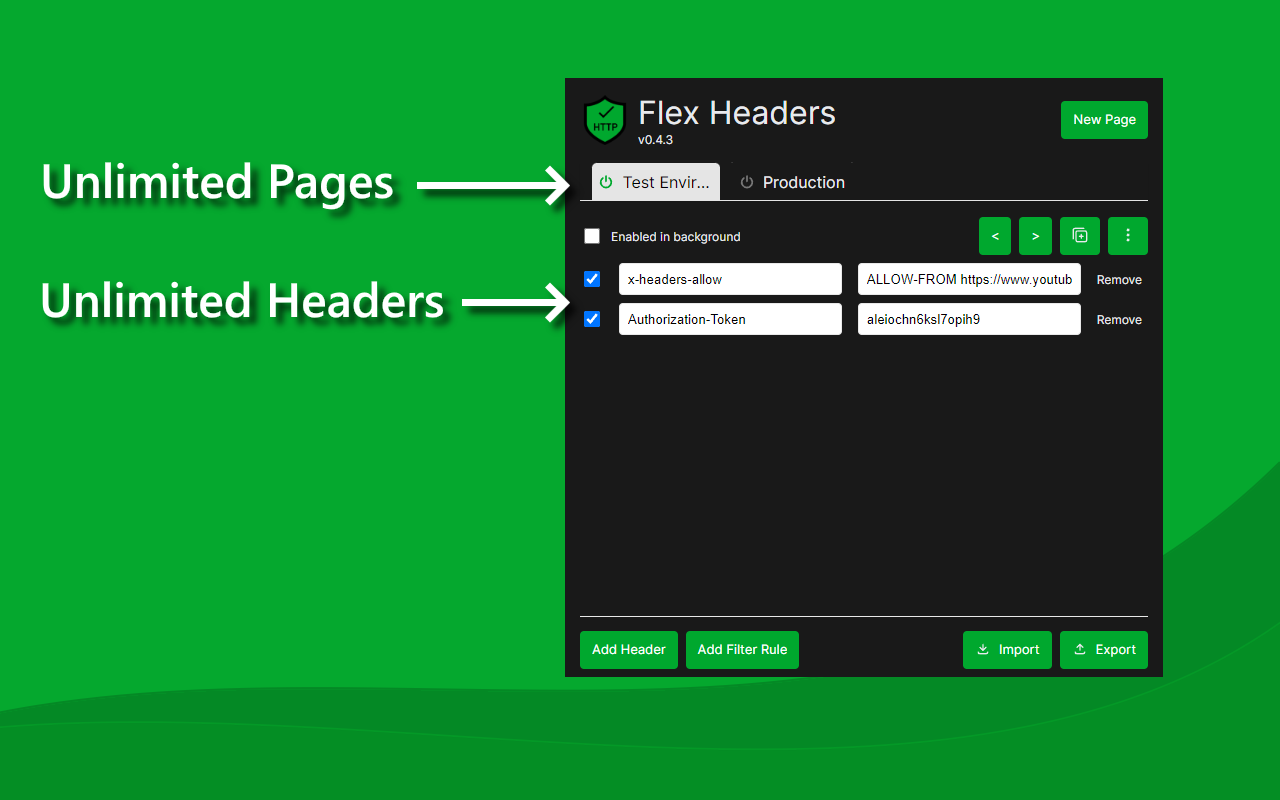 Flex Headers
HTTP
v0.4.3
New Page
Unlimited Pages
Test Envir...
Production
Enabled in background
<
>
Unlimited Headers
x-headers-allow
ALLOW-FROM https://www.youtub
Remove
Authorization-Token
aleiochn6ksl7opih9
Remove
Add Header
Add Filter Rule
Import
Export